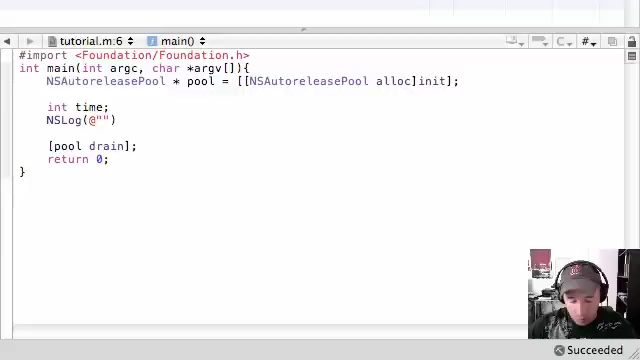 tutorial.m:6 main() C #
#import <Foundation/Foundation.h>
int main(int argc, char *argv[]){
NSAutoreleasePool * pool = [[NSAutoreleasePool alloc]init];
int time;
NSLog(@"")
[pool drain];
return 0;
}
Succeeded